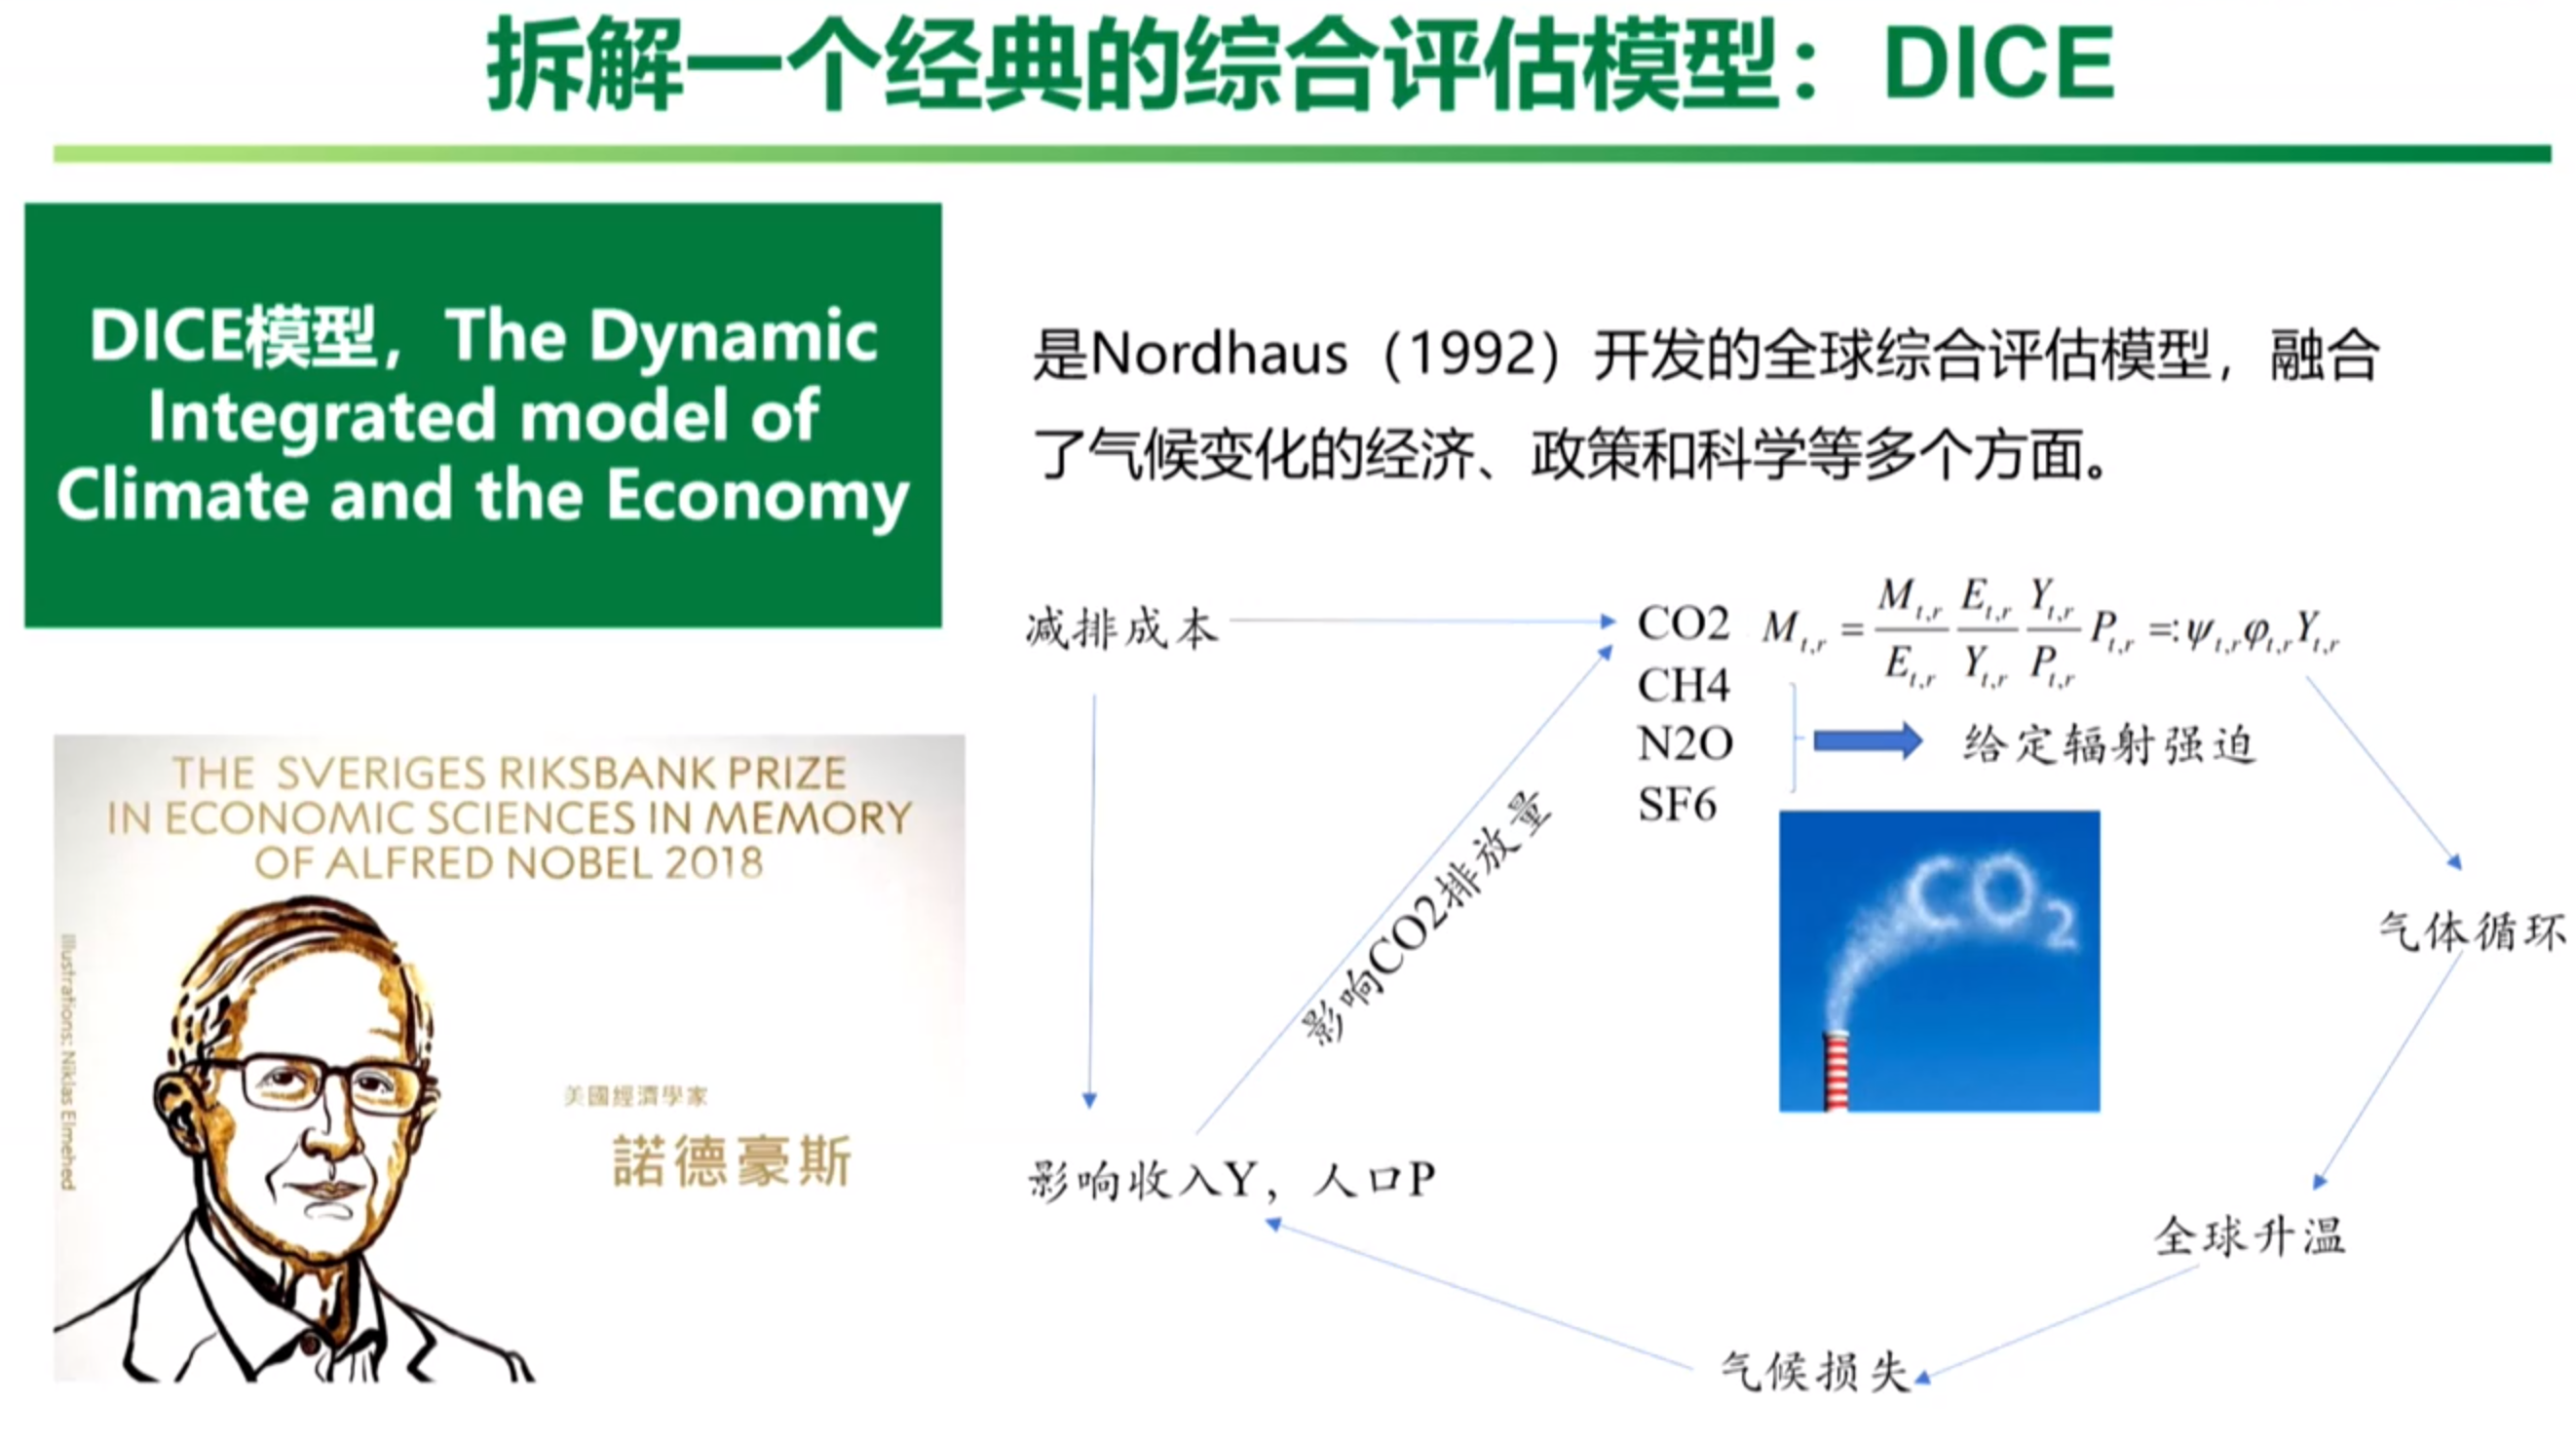 拆解一个经典的综合评估模型：DICE
DICE模型，The Dynamic
Integrated model of
Climate and the Economy
是Nordhaus（1992）开发的全球综合评估模型，融合
了气候变化的经济、政策和科学等多个方面。
减排成本
CO2
M_{t,r} = \frac{M_{t,r}}{E_{t,r}} \frac{E_{t,r}}{Y_{t,r}} \frac{Y_{t,r}}{P_{t,r}} P_{t,r} =: ψ_{t,r} φ_{t,r} Y_{t,r}
CH4
N2O
SF6
给定辐射强迫
影响CO2排放量
CO2
气体循环
全球升温
气候损失
影响收入Y，人口P
THE SVERIGES RIKSBANK PRIZE
IN ECONOMIC SCIENCES IN MEMORY
OF ALFRED NOBEL 2018
Illustrations: Niklas Elmehed
美國經濟學家
諾德豪斯